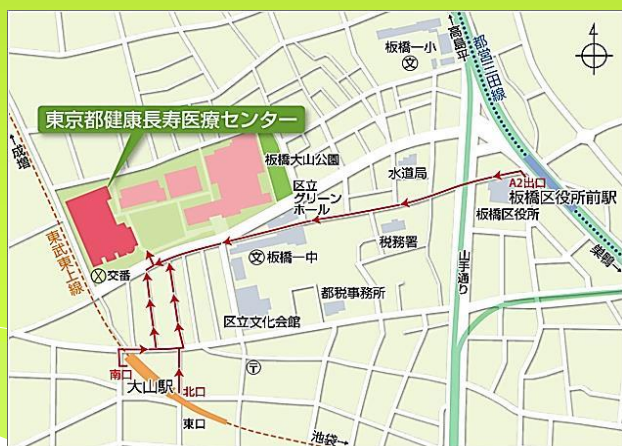 板橋一小
文
←高島平
都営三田線
東京都健康長寿医療センター
←成増
板橋大山公園
区立
グリーン
ホール
水道局
A2出口
板橋区役所前駅
板橋区役所
東武東上線
X交番
文 板橋一中
税務署
山手通り
巣鴨→
都税事務所
区立文化会館
〒
南口
大山駅
北口
東口
池袋→